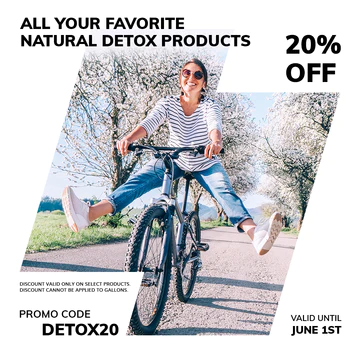 ALL YOUR FAVORITE
NATURAL DETOX PRODUCTS
20%
OFF
DISCOUNT VALID ONLY ON SELECT PRODUCTS.
DISCOUNT CANNOT BE APPLIED TO GALLONS.
PROMO CODE
DETOX20
VALID UNTIL
JUNE 1ST